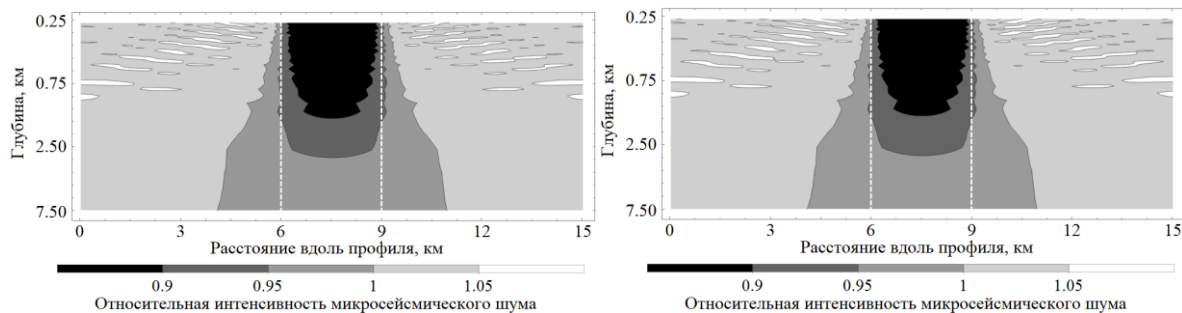 Глубина, км
0.25
0.75
2.50
7.50
0 3 6 9 12 15
Расстояние вдоль профиля, км
0.9 0.95 1 1.05
Относительная интенсивность микросейсмического шума
Глубина, км
0.25
0.75
2.50
7.50
0 3 6 9 12 15
Расстояние вдоль профиля, км
0.9 0.95 1 1.05
Относительная интенсивность микросейсмического шума